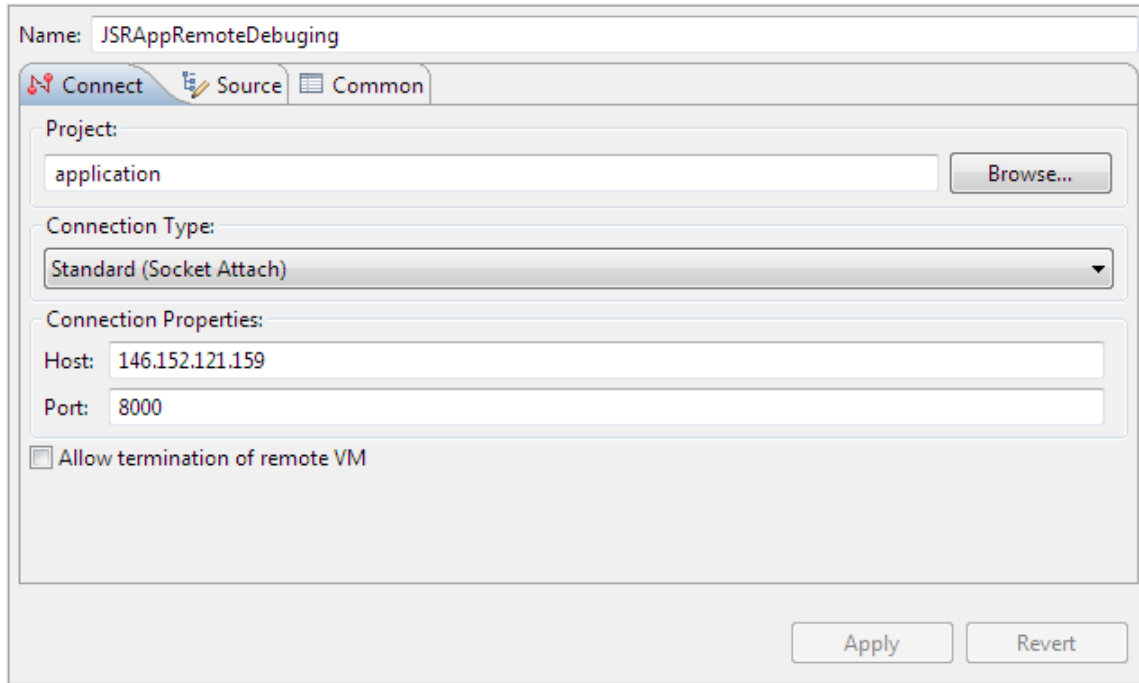 Name: JSRAppRemoteDebuging
Connect Source Common
Project:
application Browse...
Connection Type:
Standard (Socket Attach)
Connection Properties:
Host: 146.152.121.159
Port: 8000
Allow termination of remote VM
Apply Revert